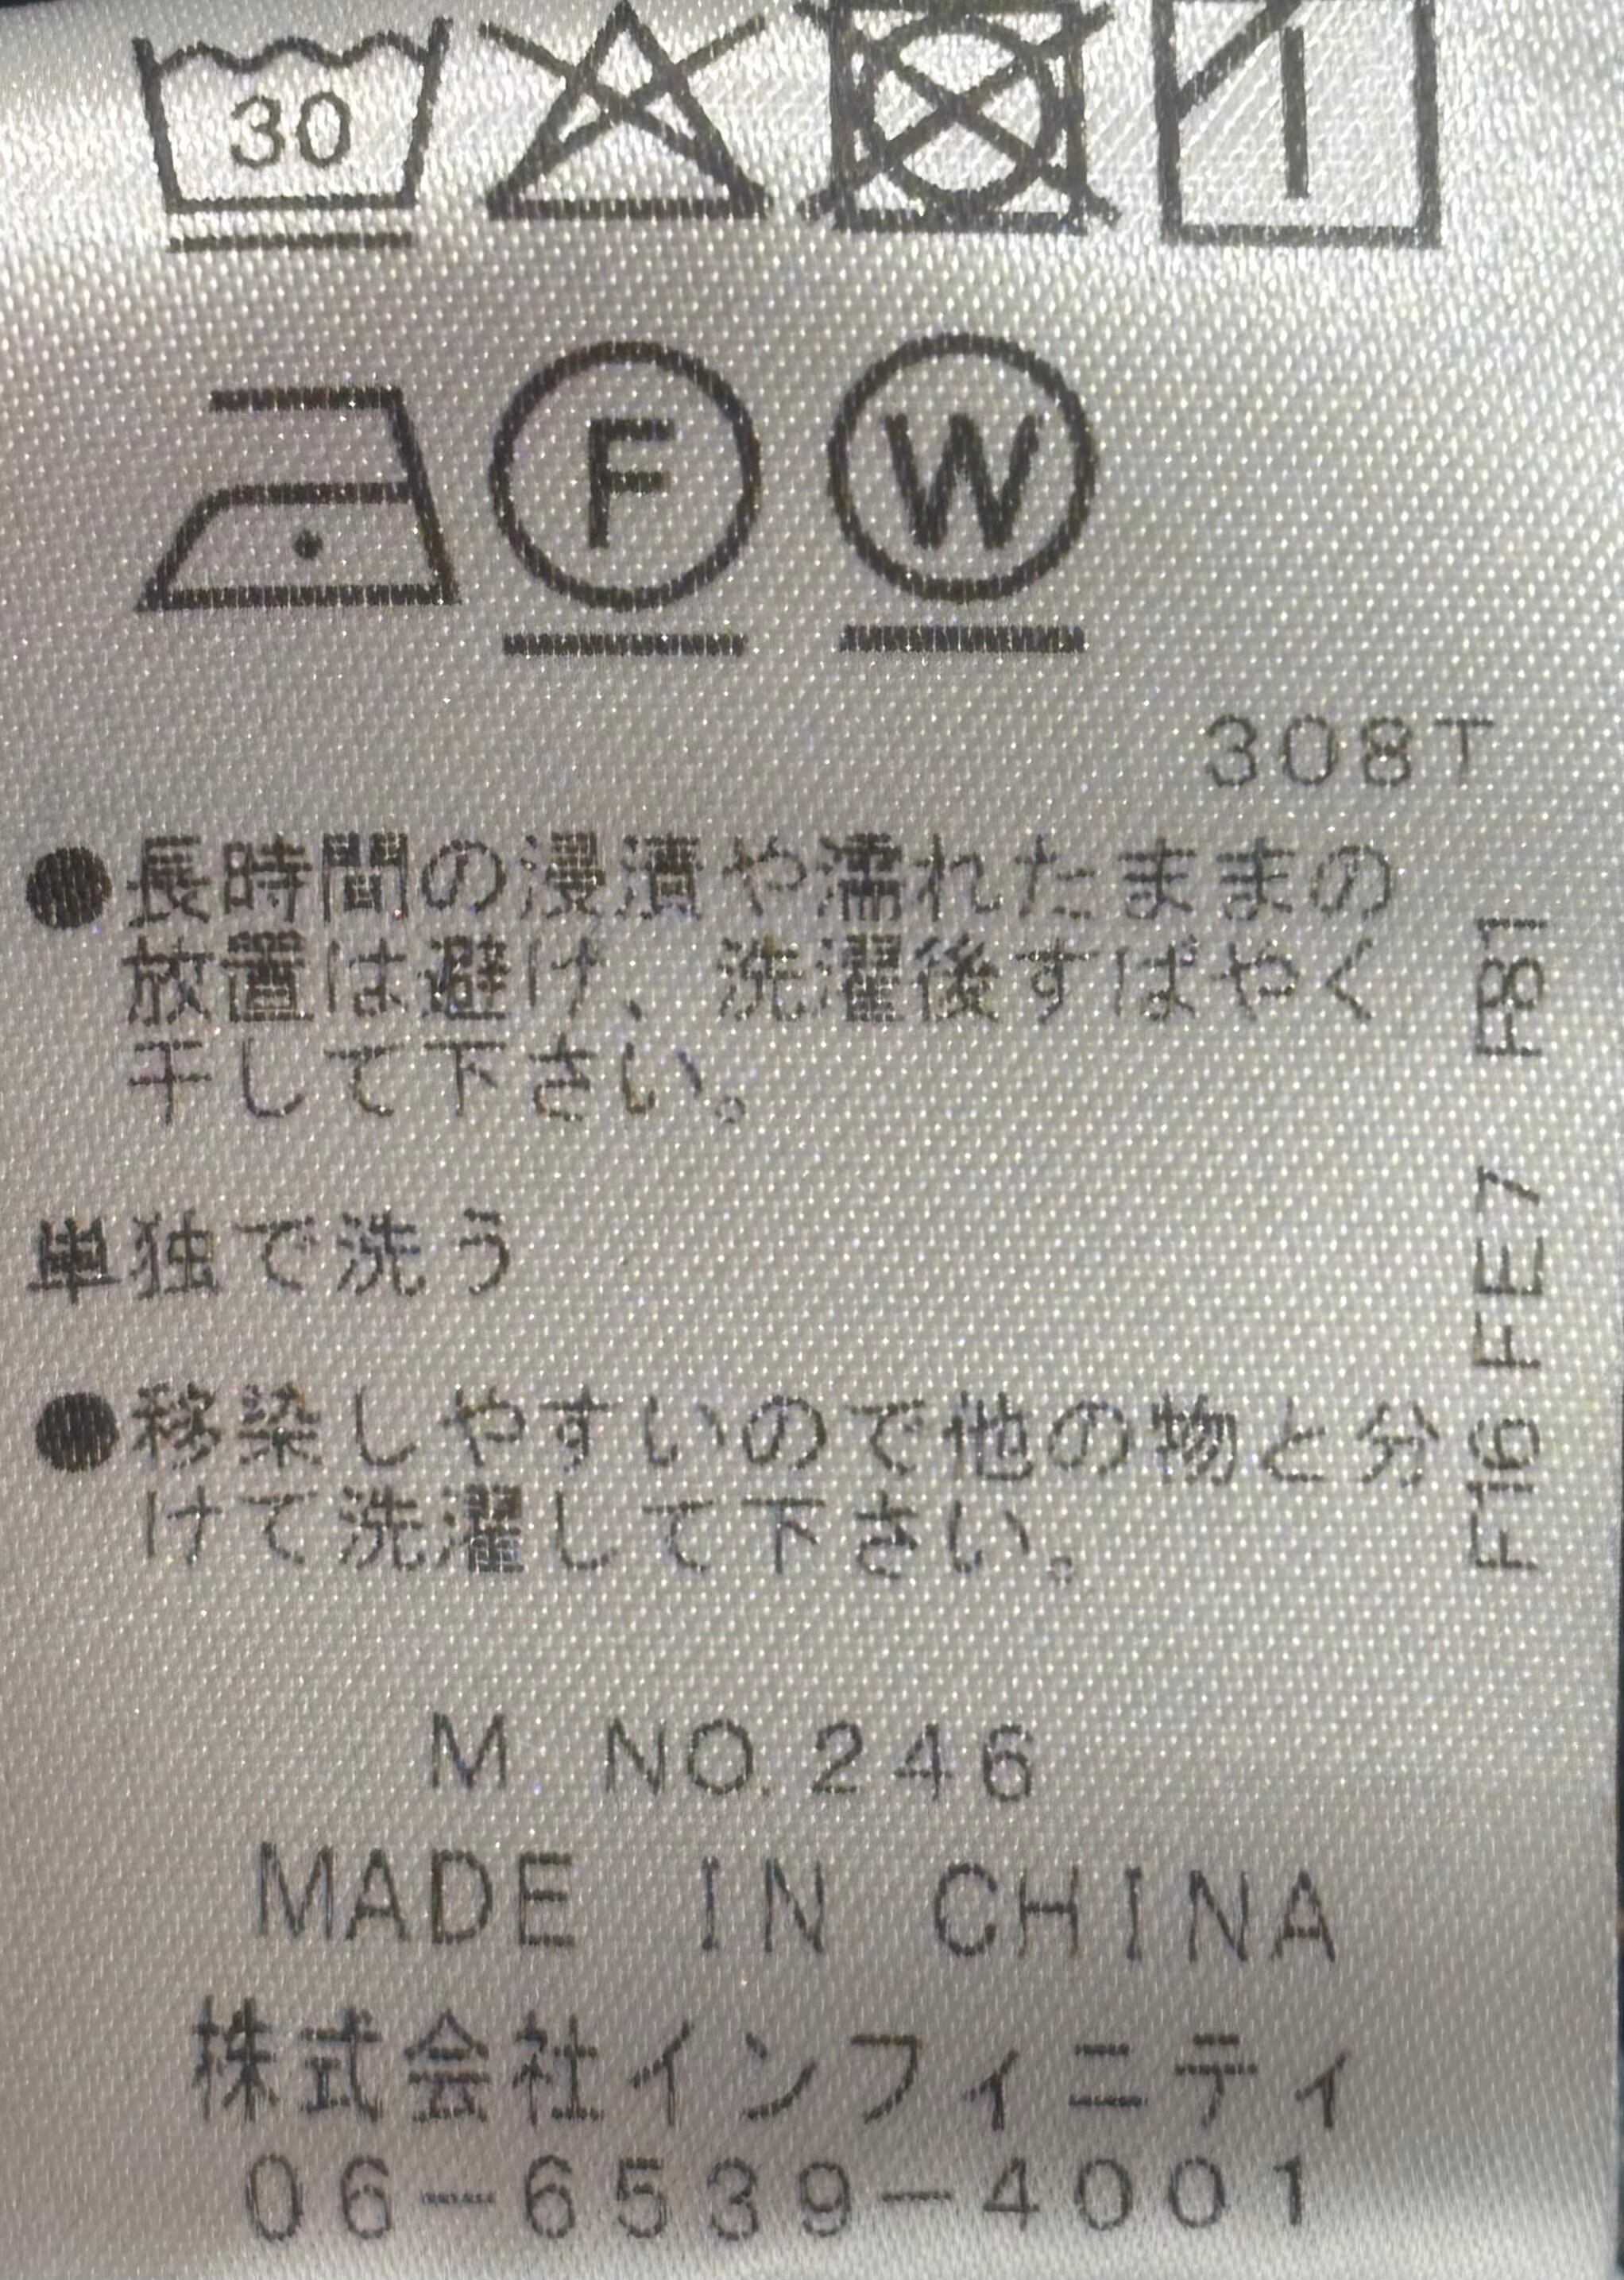 30
F W
308T
●長時間の浸漬や濡れたままの
放置は避け、洗濯後すばやく
干して下さい。
単独で洗う
●移染しやすいので他の物と分
けて洗濯して下さい。
F16 FE7 FB1
M NO.246
MADE IN CHINA
株式会社インフィニティ
06-6539-4001